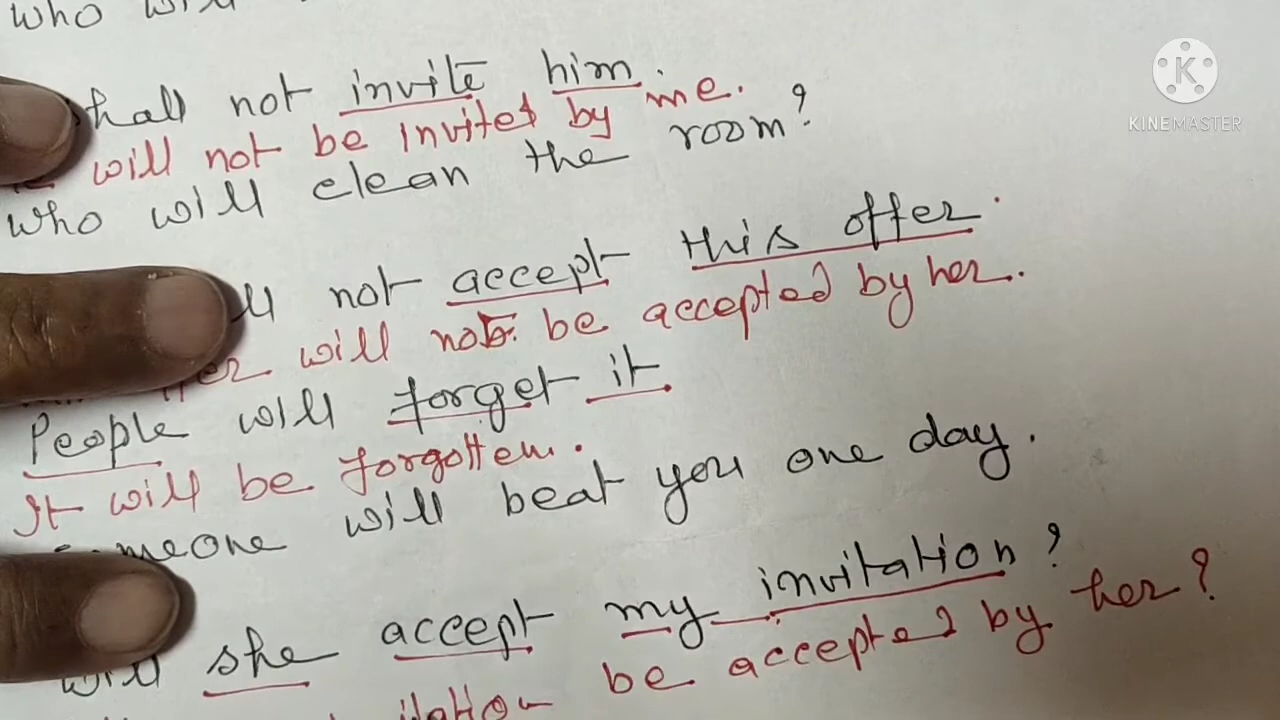 who will
shall not invite him.
will not be invited by me.
who will clean the room?
not accept this offer.
will not be accepted by her.
People will forget it
It will be forgotten.
someone will beat you one day.
will she accept my invitation?
be accepted by her?
KINEMASTER